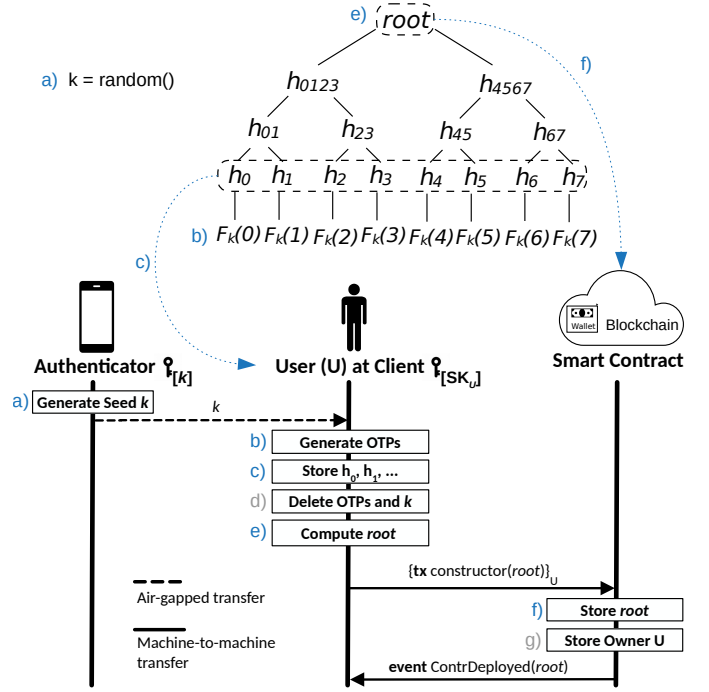 e) root
f)
a) k = random()
h0123 h4567
h01 h23 h45 h67
h0 h1 h2 h3 h4 h5 h6 h7
b) Fk(0) Fk(1) Fk(2) Fk(3) Fk(4) Fk(5) Fk(6) Fk(7)
c)
Wallet Blockchain
Authenticator [k]
User (U) at Client [SKU]
Smart Contract
a) Generate Seed k
k
b) Generate OTPs
c) Store h0, h1, ...
d) Delete OTPs and k
e) Compute root
{tx constructor(root)}U
Air-gapped transfer
f) Store root
g) Store Owner U
Machine-to-machine
transfer
event ContrDeployed(root)